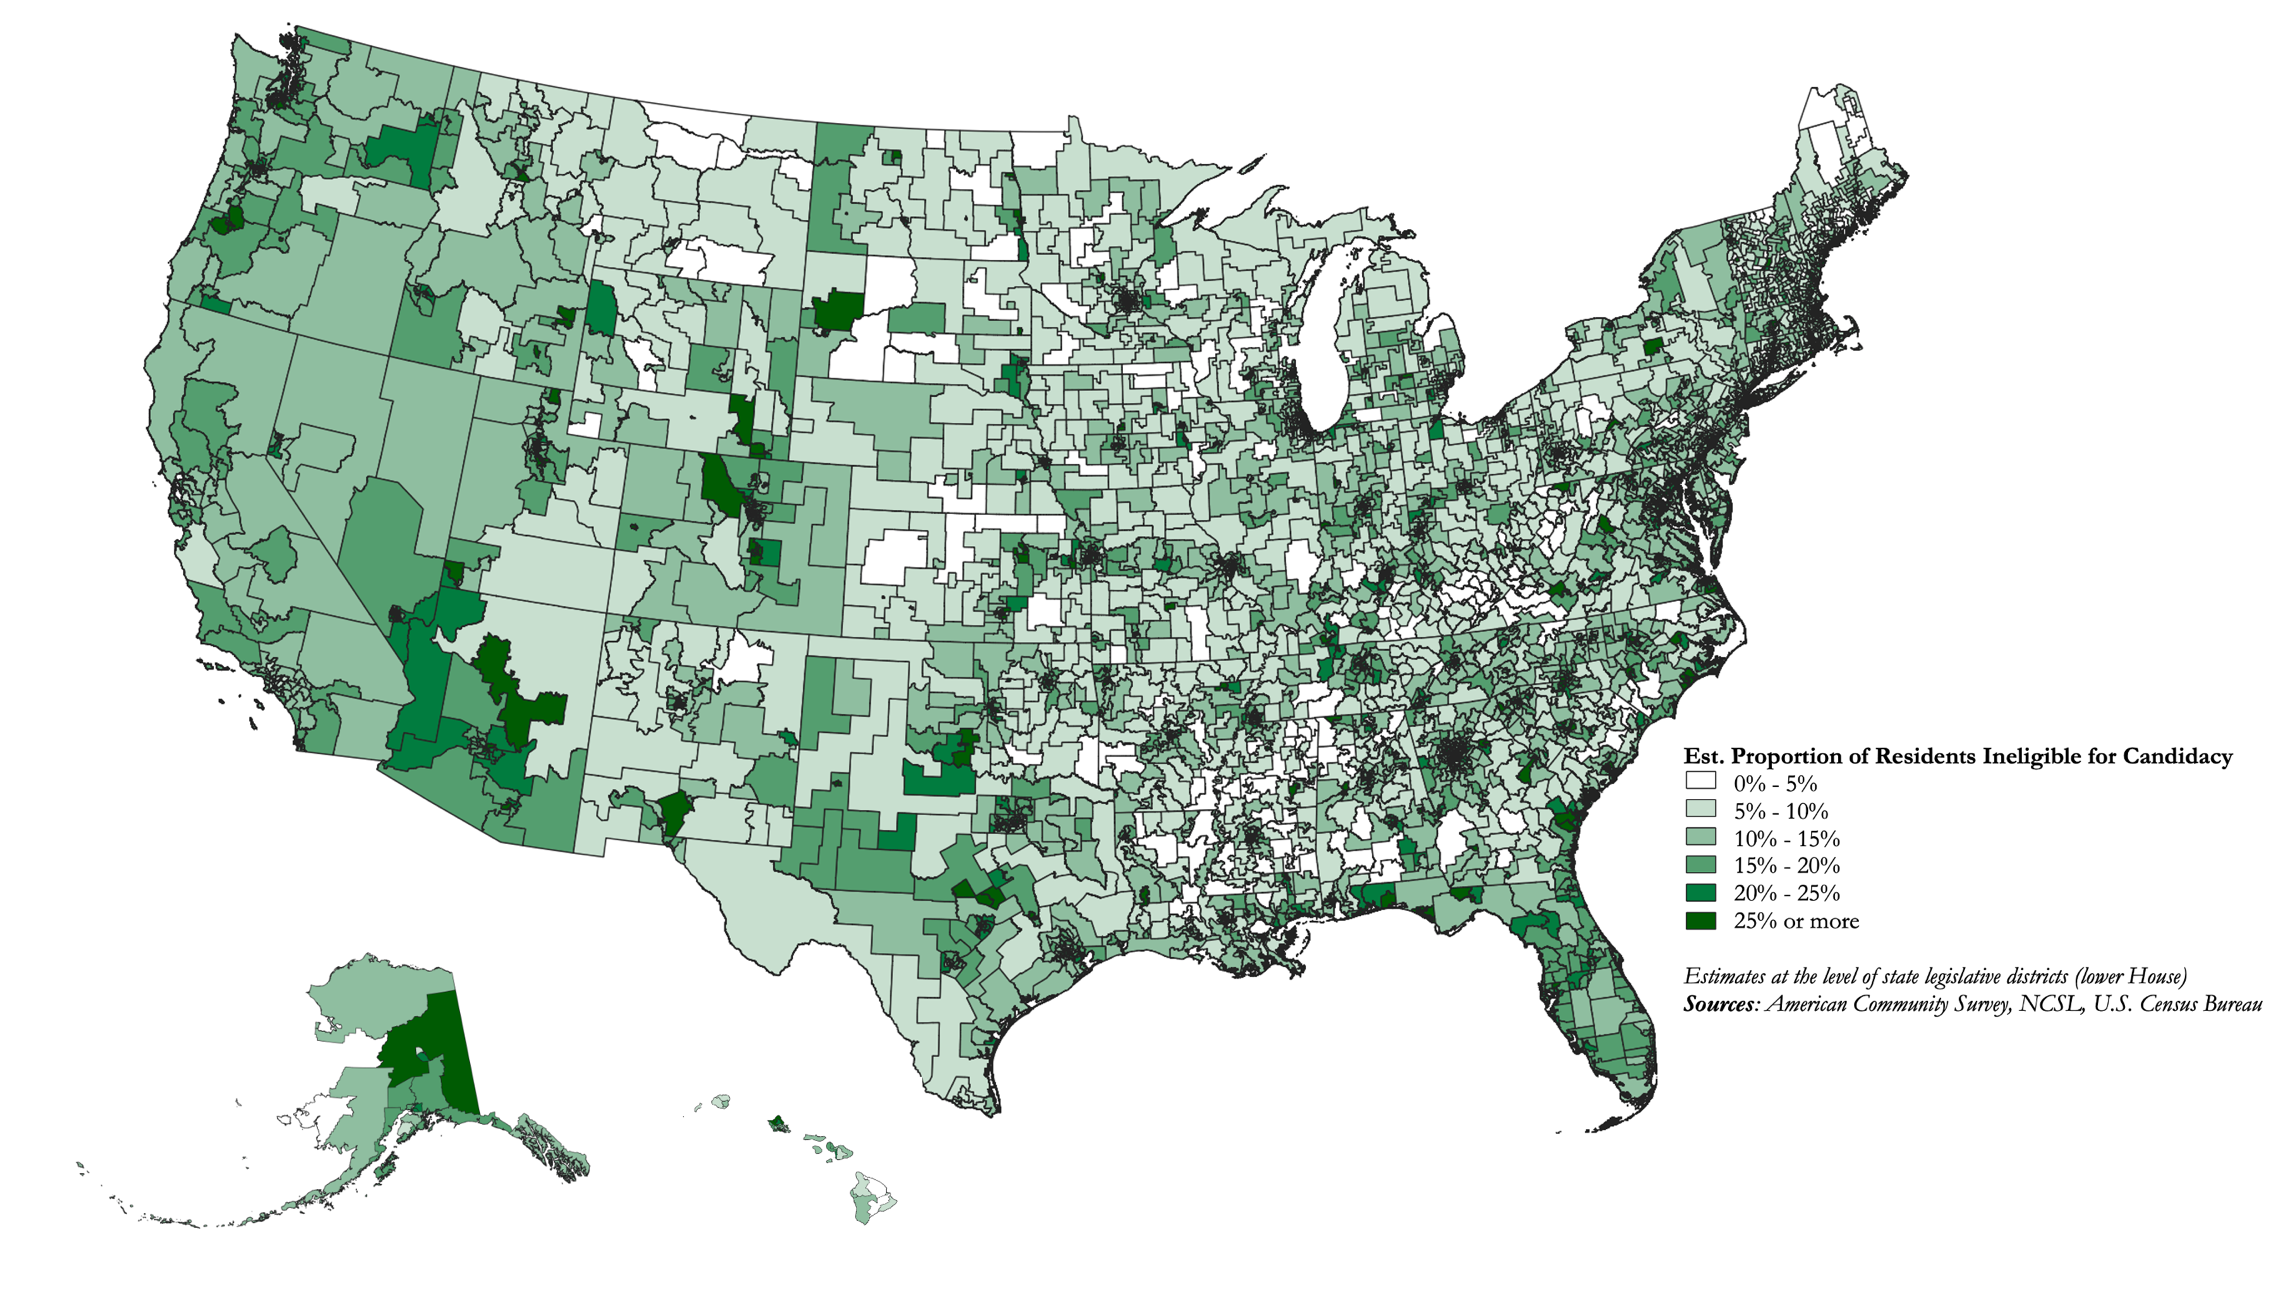 Est. Proportion of Residents Ineligible for Candidacy
0% - 5%
5% - 10%
10% - 15%
15% - 20%
20% - 25%
25% or more
Estimates at the level of state legislative districts (lower House)
Sources: American Community Survey, NCSL, U.S. Census Bureau